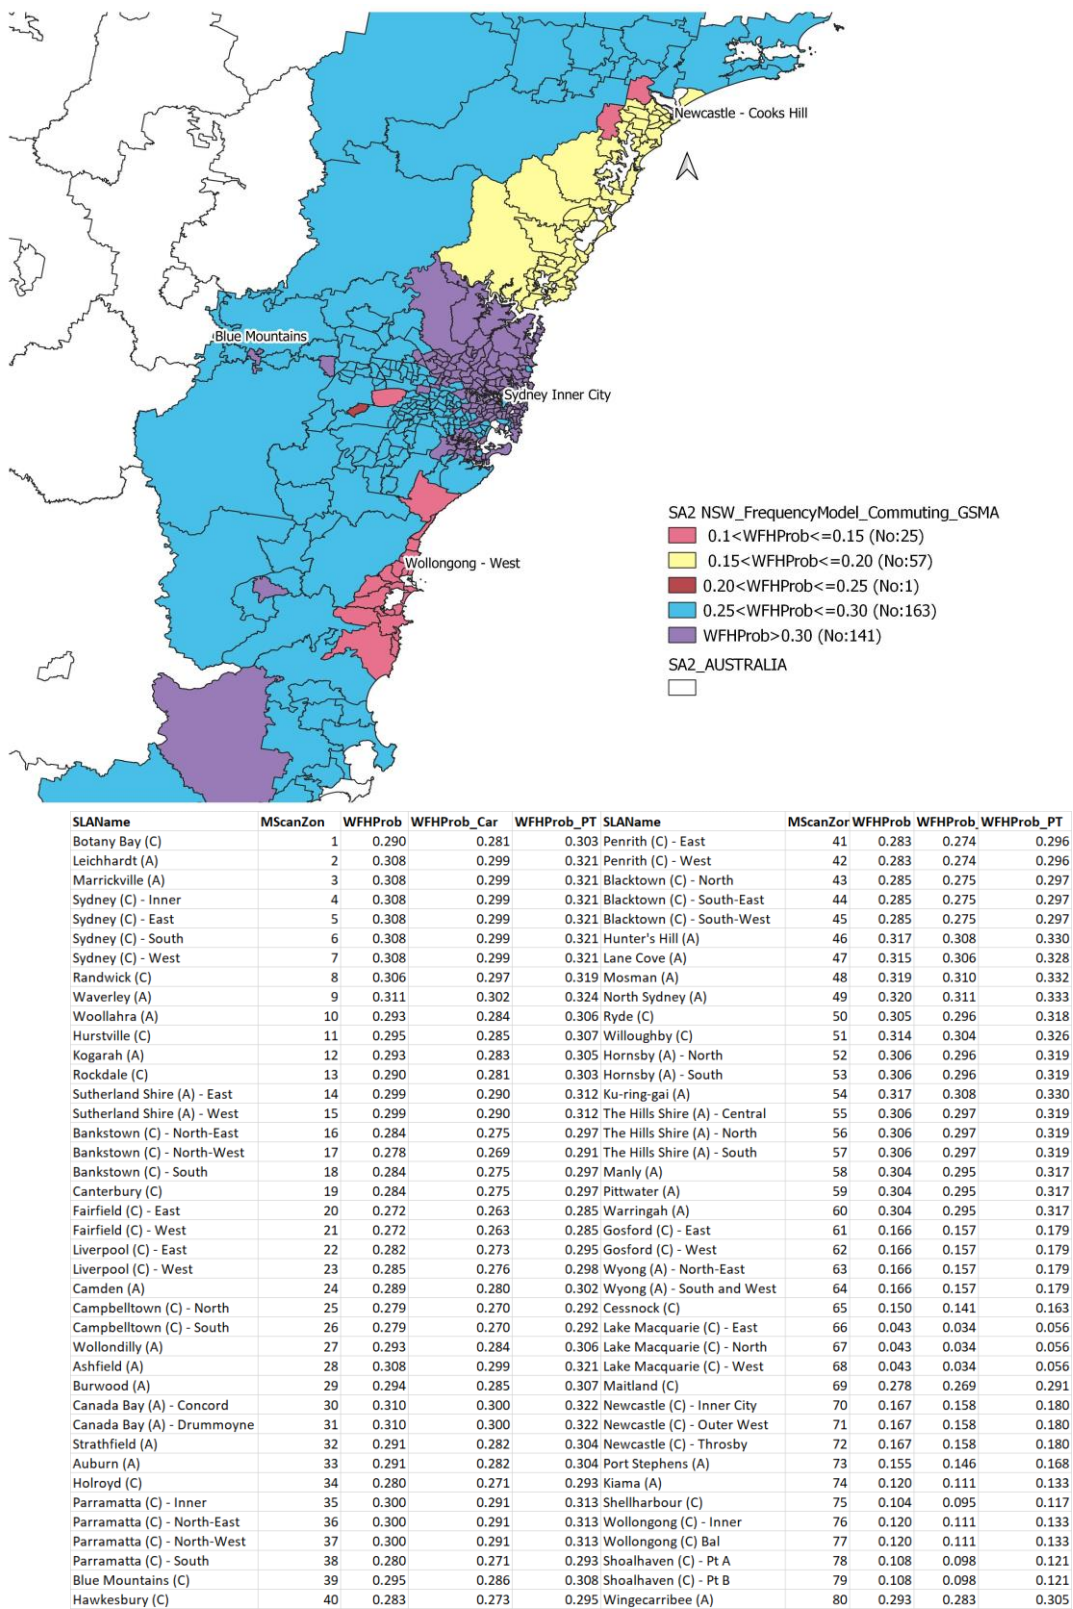 Newcastle - Cooks Hill
Blue Mountains
Sydney Inner City
Wollongong - West
SA2 NSW_FrequencyModel_Commuting_GSMA
0.1<WFHProb<=0.15 (No:25)
0.15<WFHProb<=0.20 (No:57)
0.20<WFHProb<=0.25 (No:1)
0.25<WFHProb<=0.30 (No:163)
WFHProb>0.30 (No:141)
SA2_AUSTRALIA
SLAName MScanZon WFHProb WFHProb_Car WFHProb_PT SLAName MScanZor WFHProb WFHProb_ WFHProb_PT
Botany Bay (C) 1 0.290 0.281 0.303 Penrith (C) - East 41 0.283 0.274 0.296
Leichhardt (A) 2 0.308 0.299 0.321 Penrith (C) - West 42 0.283 0.274 0.296
Marrickville (A) 3 0.308 0.299 0.321 Blacktown (C) - North 43 0.285 0.275 0.297
Sydney (C) - Inner 4 0.308 0.299 0.321 Blacktown (C) - South-East 44 0.285 0.275 0.297
Sydney (C) - East 5 0.308 0.299 0.321 Blacktown (C) - South-West 45 0.285 0.275 0.297
Sydney (C) - South 6 0.308 0.299 0.321 Hunter's Hill (A) 46 0.317 0.308 0.330
Sydney (C) - West 7 0.308 0.299 0.321 Lane Cove (A) 47 0.315 0.306 0.328
Randwick (C) 8 0.306 0.297 0.319 Mosman (A) 48 0.319 0.310 0.332
Waverley (A) 9 0.311 0.302 0.324 North Sydney (A) 49 0.320 0.311 0.333
Woollahra (A) 10 0.293 0.284 0.306 Ryde (C) 50 0.305 0.296 0.318
Hurstville (C) 11 0.295 0.285 0.307 Willoughby (C) 51 0.314 0.304 0.326
Kogarah (A) 12 0.293 0.283 0.305 Hornsby (A) - North 52 0.306 0.296 0.319
Rockdale (C) 13 0.290 0.281 0.303 Hornsby (A) - South 53 0.306 0.296 0.319
Sutherland Shire (A) - East 14 0.299 0.290 0.312 Ku-ring-gai (A) 54 0.317 0.308 0.330
Sutherland Shire (A) - West 15 0.299 0.290 0.312 The Hills Shire (A) - Central 55 0.306 0.297 0.319
Bankstown (C) - North-East 16 0.284 0.275 0.297 The Hills Shire (A) - North 56 0.306 0.297 0.319
Bankstown (C) - North-West 17 0.278 0.269 0.291 The Hills Shire (A) - South 57 0.306 0.297 0.319
Bankstown (C) - South 18 0.284 0.275 0.297 Manly (A) 58 0.304 0.295 0.317
Canterbury (C) 19 0.284 0.275 0.297 Pittwater (A) 59 0.304 0.295 0.317
Fairfield (C) - East 20 0.272 0.263 0.285 Warringah (A) 60 0.304 0.295 0.317
Fairfield (C) - West 21 0.272 0.263 0.285 Gosford (C) - East 61 0.166 0.157 0.179
Liverpool (C) - East 22 0.282 0.273 0.295 Gosford (C) - West 62 0.166 0.157 0.179
Liverpool (C) - West 23 0.285 0.276 0.298 Wyong (A) - North-East 63 0.166 0.157 0.179
Camden (A) 24 0.289 0.280 0.302 Wyong (A) - South and West 64 0.166 0.157 0.179
Campbelltown (C) - North 25 0.279 0.270 0.292 Cessnock (C) 65 0.150 0.141 0.163
Campbelltown (C) - South 26 0.279 0.270 0.292 Lake Macquarie (C) - East 66 0.043 0.034 0.056
Wollondilly (A) 27 0.293 0.284 0.306 Lake Macquarie (C) - North 67 0.043 0.034 0.056
Ashfield (A) 28 0.308 0.299 0.321 Lake Macquarie (C) - West 68 0.043 0.034 0.056
Burwood (A) 29 0.294 0.285 0.307 Maitland (C) 69 0.278 0.269 0.291
Canada Bay (A) - Concord 30 0.310 0.300 0.322 Newcastle (C) - Inner City 70 0.167 0.158 0.180
Canada Bay (A) - Drummoyne 31 0.310 0.300 0.322 Newcastle (C) - Outer West 71 0.167 0.158 0.180
Strathfield (A) 32 0.291 0.282 0.304 Newcastle (C) - Throsby 72 0.167 0.158 0.180
Auburn (A) 33 0.291 0.282 0.304 Port Stephens (A) 73 0.155 0.146 0.168
Holroyd (C) 34 0.280 0.271 0.293 Kiama (A) 74 0.120 0.111 0.133
Parramatta (C) - Inner 35 0.300 0.291 0.313 Shellharbour (C) 75 0.104 0.095 0.117
Parramatta (C) - North-East 36 0.300 0.291 0.313 Wollongong (C) - Inner 76 0.120 0.111 0.133
Parramatta (C) - North-West 37 0.300 0.291 0.313 Wollongong (C) Bal 77 0.120 0.111 0.133
Parramatta (C) - South 38 0.280 0.271 0.293 Shoalhaven (C) - Pt A 78 0.108 0.098 0.121
Blue Mountains (C) 39 0.295 0.286 0.308 Shoalhaven (C) - Pt B 79 0.108 0.098 0.121
Hawkesbury (C) 40 0.283 0.273 0.295 Wingecarribee (A) 80 0.293 0.283 0.305